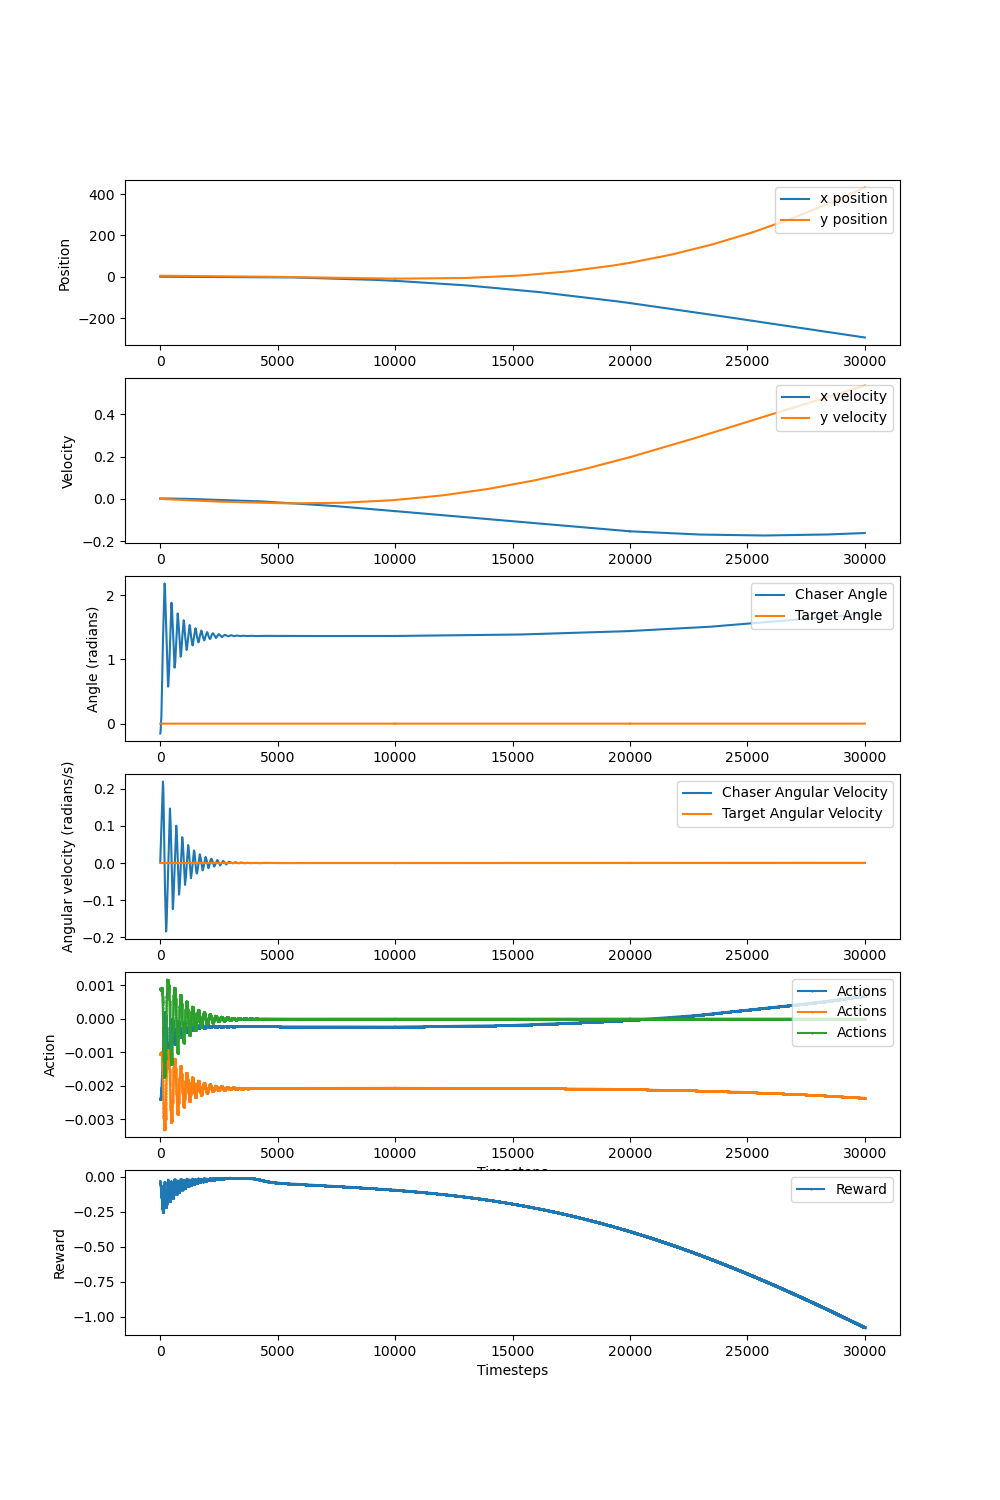 400
200
0
−200
Position
x position
y position
0 5000 10000 15000 20000 25000 30000
0.4
0.2
0.0
−0.2
Velocity
x velocity
y velocity
0 5000 10000 15000 20000 25000 30000
2
1
0
Angle (radians)
Chaser Angle
Target Angle
0 5000 10000 15000 20000 25000 30000
0.2
0.1
0.0
−0.1
−0.2
Angular velocity (radians/s)
Chaser Angular Velocity
Target Angular Velocity
0 5000 10000 15000 20000 25000 30000
0.001
0.000
−0.001
−0.002
−0.003
Action
Actions
Actions
Actions
0 5000 10000 15000 20000 25000 30000
0.00
−0.25
−0.50
−0.75
−1.00
Reward
Reward
0 5000 10000 15000 20000 25000 30000
Timesteps